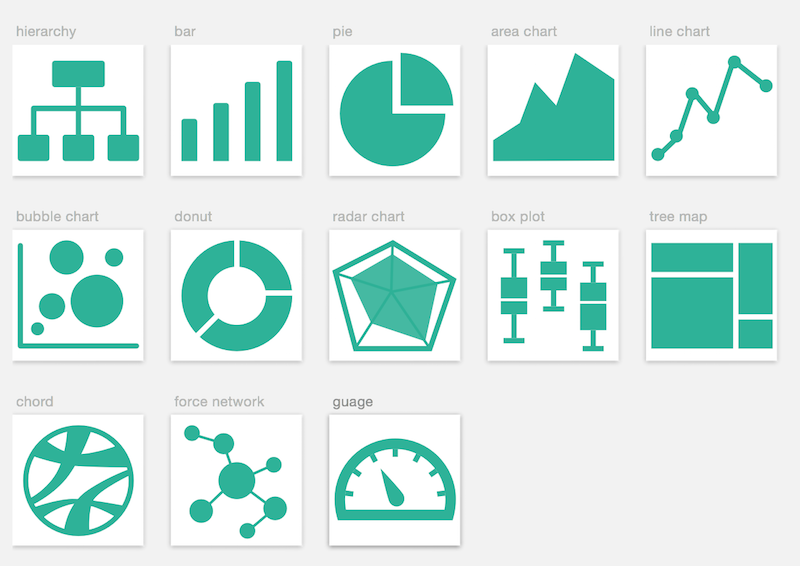 hierarchy bar pie area chart line chart
bubble chart donut radar chart box plot tree map
chord force network guage